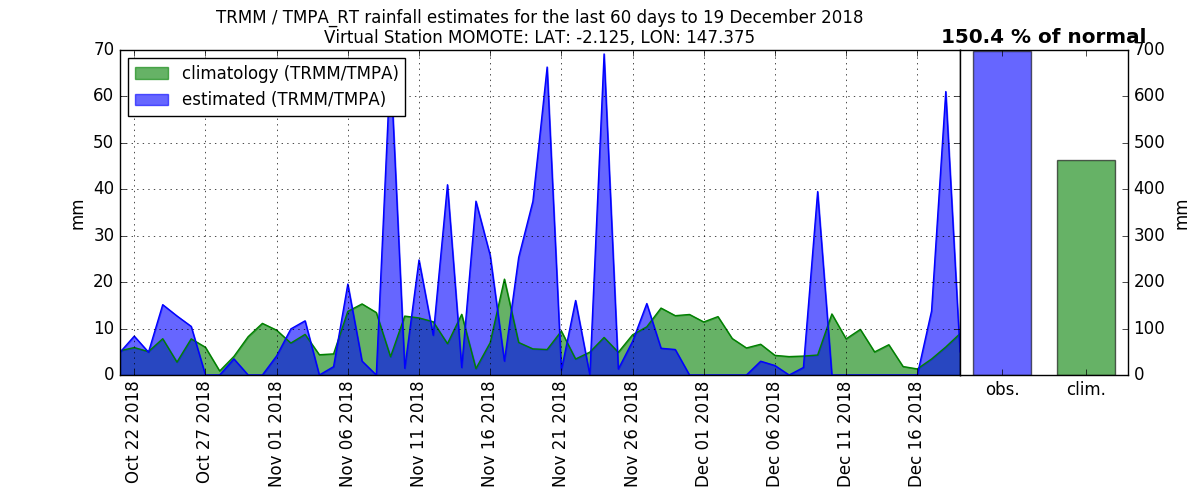 TRMM / TMPA_RT rainfall estimates for the last 60 days to 19 December 2018
Virtual Station MOMOTE: LAT: -2.125, LON: 147.375
150.4 % of normal
climatology (TRMM/TMPA)
estimated (TRMM/TMPA)
70
60
50
40
30
20
10
0
mm
Oct 22 2018
Oct 27 2018
Nov 01 2018
Nov 06 2018
Nov 11 2018
Nov 16 2018
Nov 21 2018
Nov 26 2018
Dec 01 2018
Dec 06 2018
Dec 11 2018
Dec 16 2018
700
600
500
400
300
200
100
0
mm
obs.
clim.